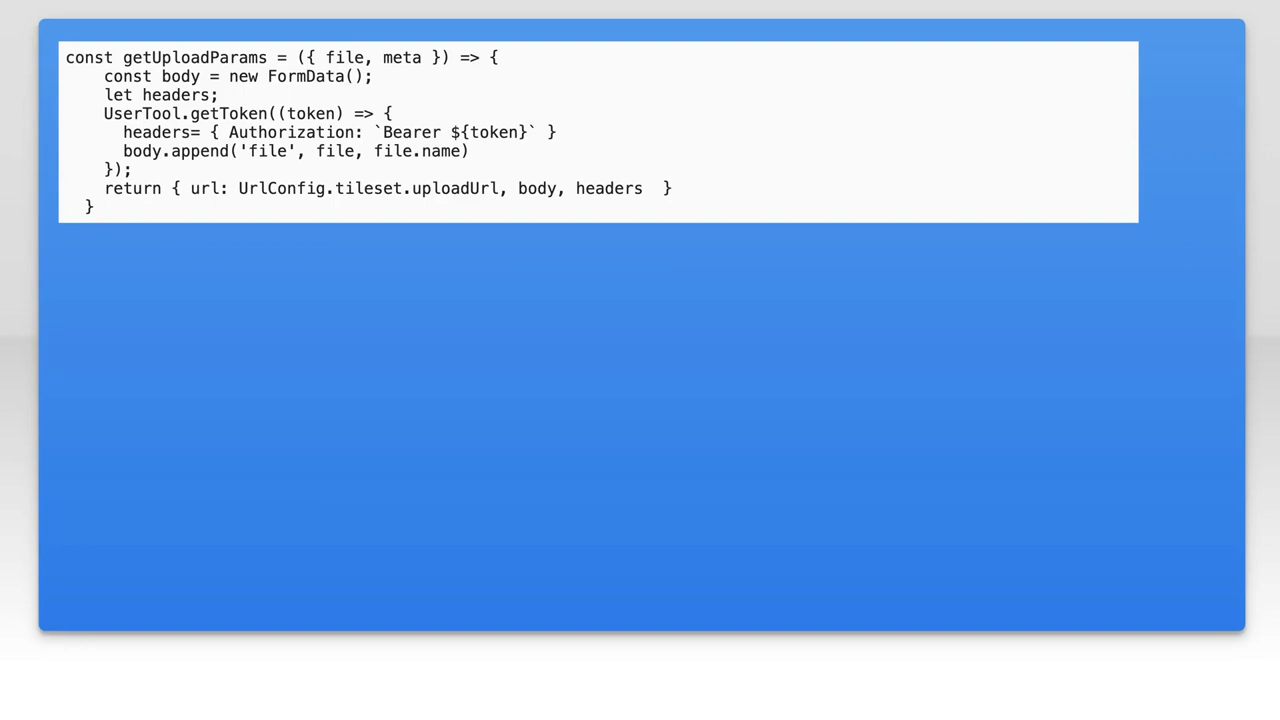 const getUploadParams = ({ file, meta }) => {
    const body = new FormData();
    let headers;
    UserTool.getToken((token) => {
      headers= { Authorization: `Bearer ${token}` }
      body.append('file', file, file.name)
    });
    return { url: UrlConfig.tileset.uploadUrl, body, headers  }
  }